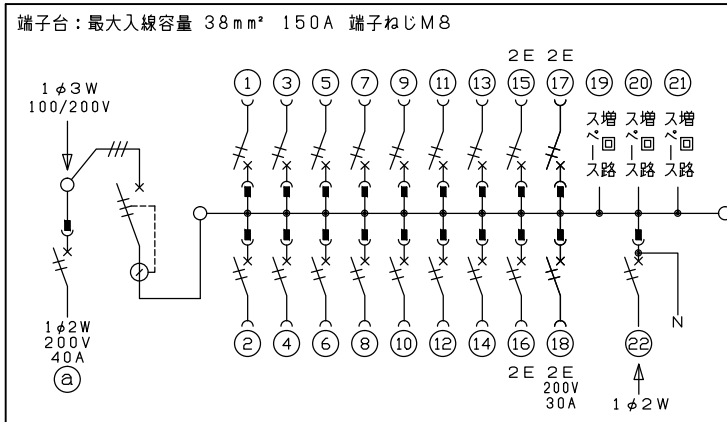 端子台：最大入線容量 38mm² 150A 端子ねじM8
1φ3W
100/200V
2E 2E
1 3 5 7 9 11 13 15 17 19 20 21
増回路スペース 増回路スペース 増回路スペース
2 4 6 8 10 12 14 16 18 22
N
2E 2E
200V
30A
1φ2W
1φ2W
200V
40A
a